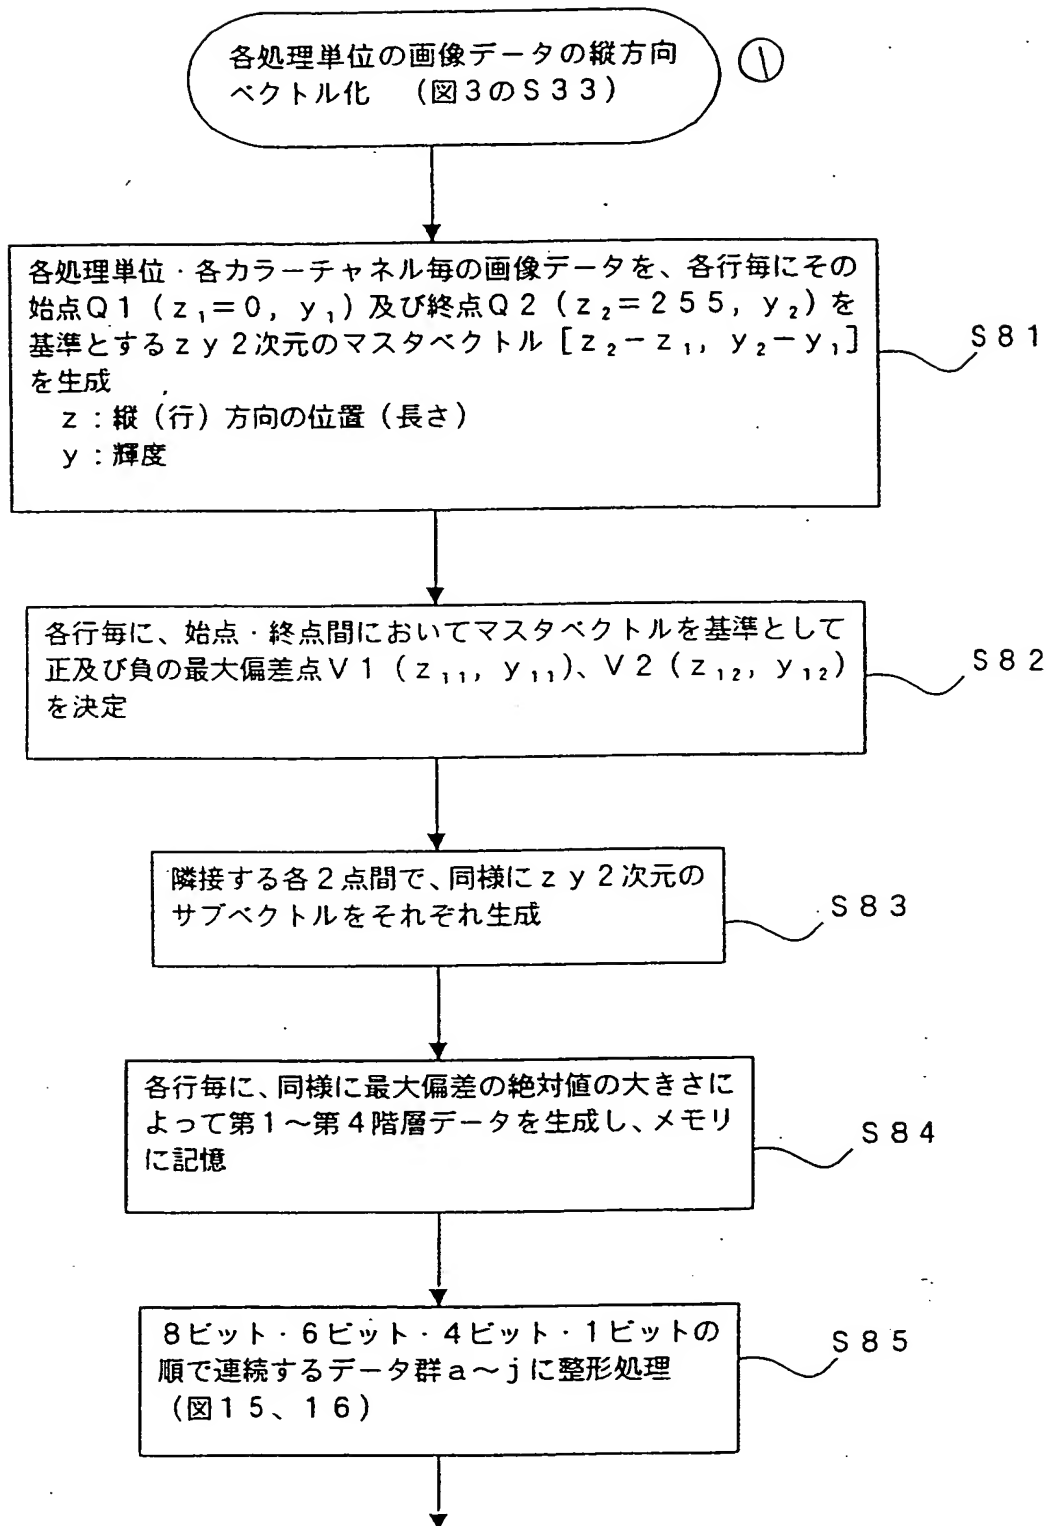 各処理単位の画像データの縦方向
ベクトル化　（図3のS33）
①
各処理単位・各カラーチャネル毎の画像データを、各行毎にその
始点Q1（z₁=0, y₁）及び終点Q2（z₂=255, y₂）を
基準とするzy2次元のマスタベクトル［z₂−z₁, y₂−y₁］
を生成
z：縦（行）方向の位置（長さ）
y：輝度
S81
各行毎に、始点・終点間においてマスタベクトルを基準として
正及び負の最大偏差点V1（z₁₁, y₁₁）、V2（z₁₂, y₁₂）
を決定
S82
隣接する各2点間で、同様にzy2次元の
サブベクトルをそれぞれ生成
S83
各行毎に、同様に最大偏差の絶対値の大きさに
よって第1～第4階層データを生成し、メモリ
に記憶
S84
8ビット・6ビット・4ビット・1ビットの
順で連続するデータ群a～jに整形処理
（図15、16）
S85